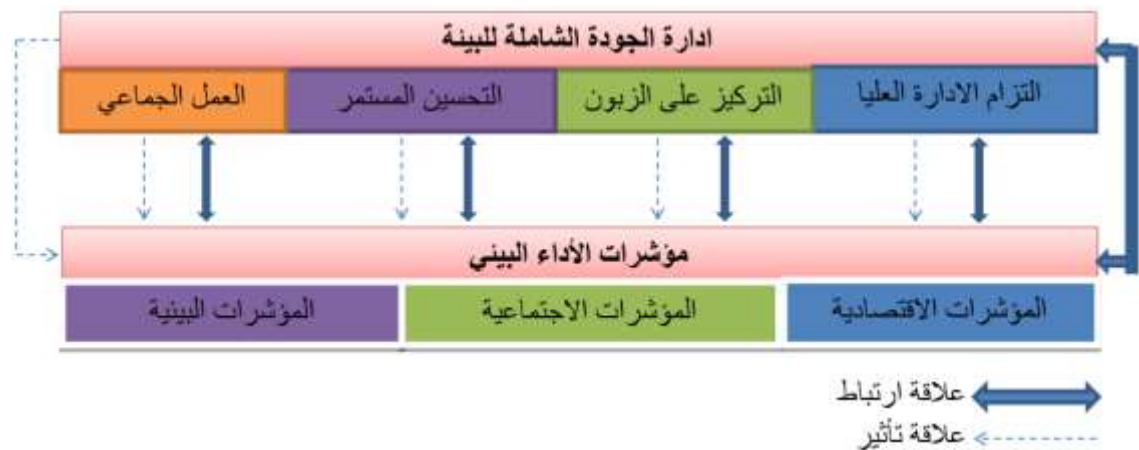 ادارة الجودة الشاملة للبيئة
التزام الادارة العليا
التركيز على الزبون
التحسين المستمر
العمل الجماعي
مؤشرات الأداء البيئي
المؤشرات الاقتصادية
المؤشرات الاجتماعية
المؤشرات البيئية
علاقة ارتباط
علاقة تأثير